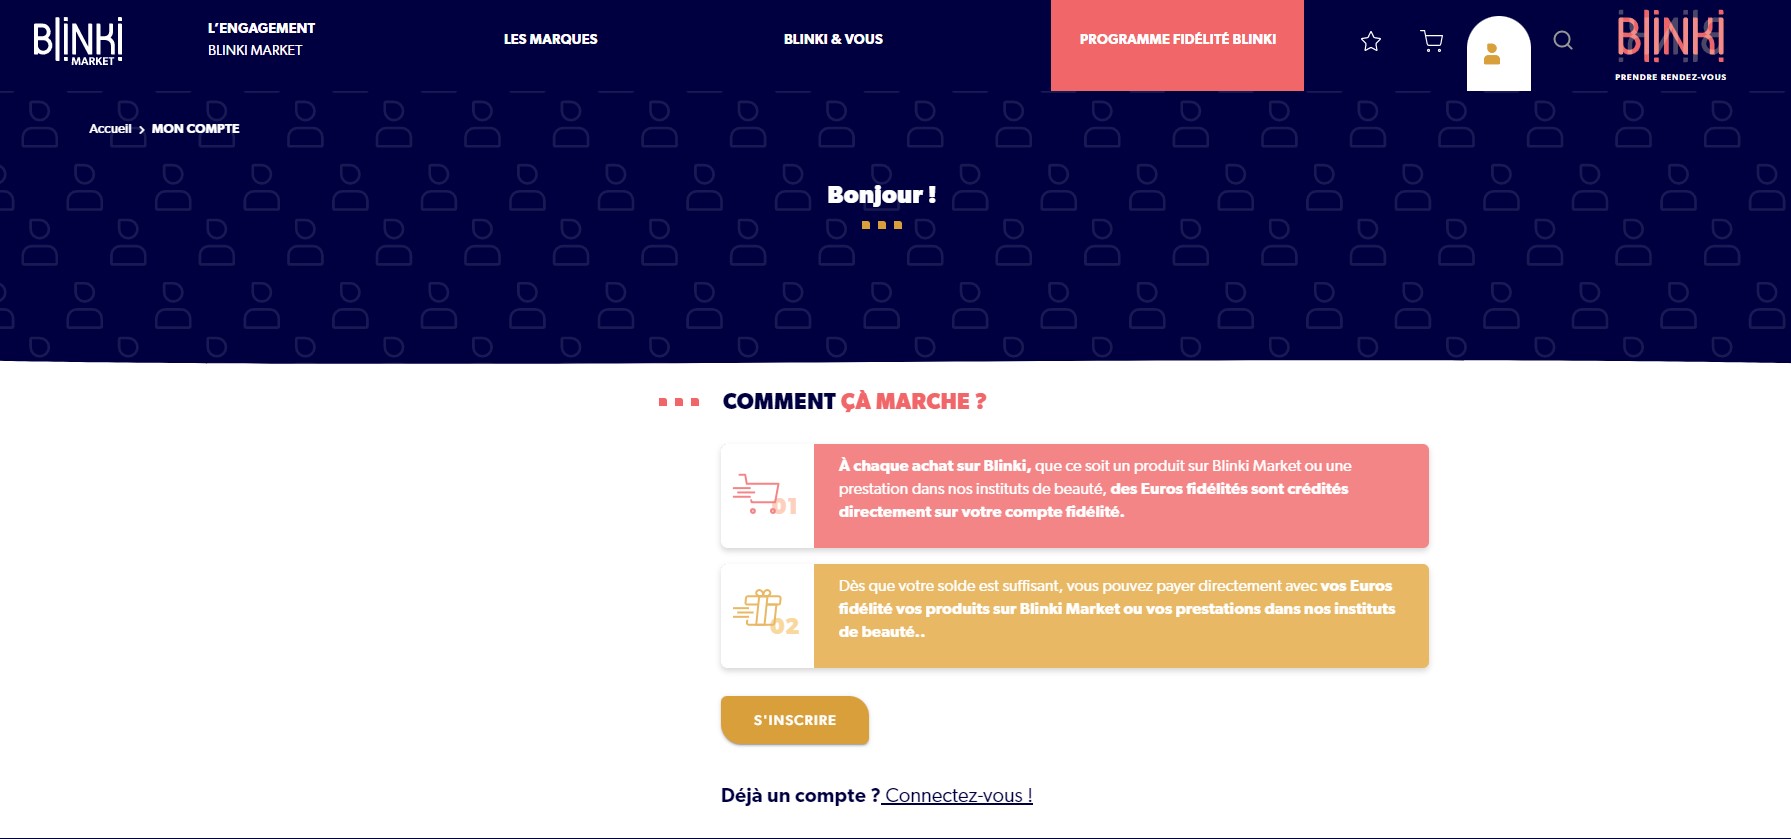 BLINKI
MARKET
L'ENGAGEMENT
BLINKI MARKET
LES MARQUES
BLINKI & VOUS
PROGRAMME FIDÉLITÉ BLINKI
BLINKI
PRENDRE RENDEZ-VOUS
Accueil > MON COMPTE
Bonjour !
COMMENT ÇÀ MARCHE ?
01
À chaque achat sur Blinki, que ce soit un produit sur Blinki Market ou une
prestation dans nos instituts de beauté, des Euros fidélités sont crédités
directement sur votre compte fidélité.
02
Dès que votre solde est suffisant, vous pouvez payer directement avec vos Euros
fidélité vos produits sur Blinki Market ou vos prestations dans nos instituts
de beauté..
S'INSCRIRE
Déjà un compte ? Connectez-vous !